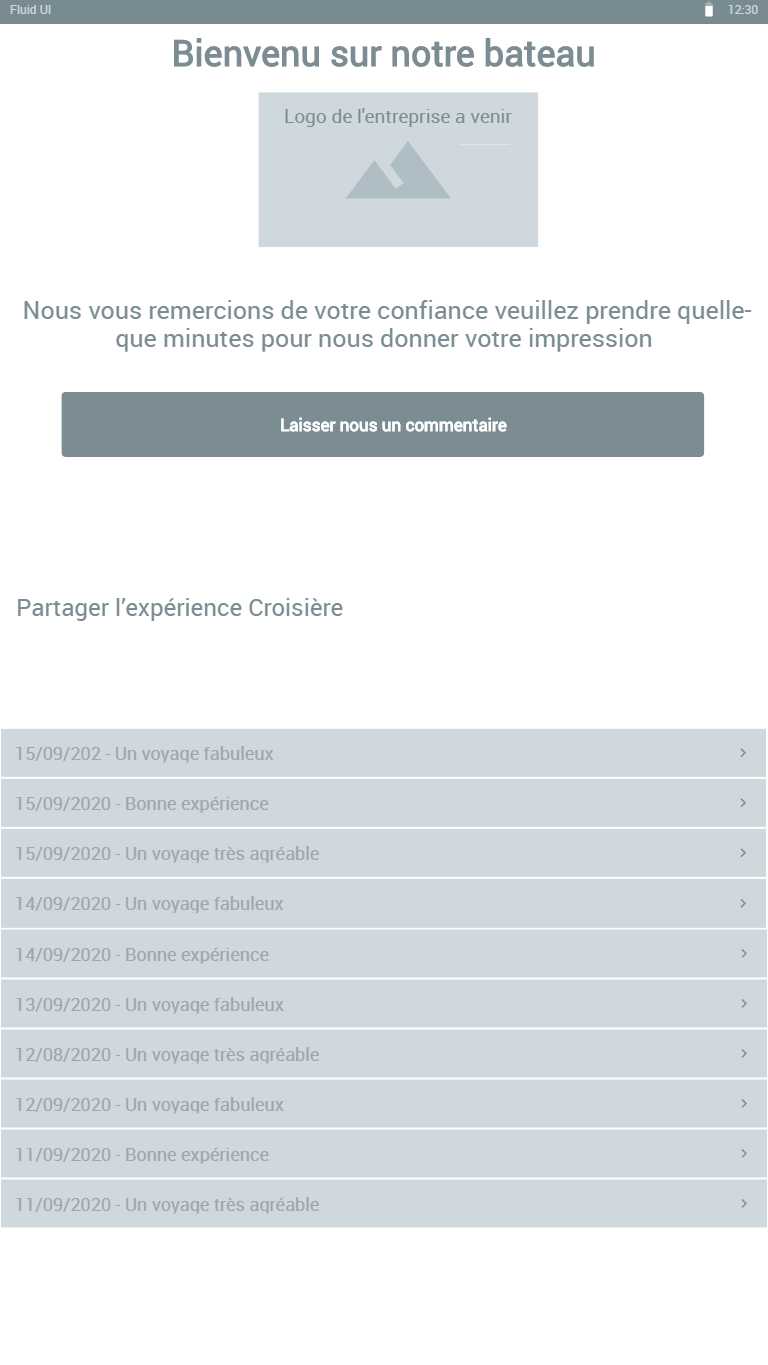 Fluid UI
12:30
Bienvenu sur notre bateau
Logo de l'entreprise a venir
Nous vous remercions de votre confiance veuillez prendre quelle-
que minutes pour nous donner votre impression
Laisser nous un commentaire
Partager l’expérience Croisière
15/09/202 - Un voyage fabuleux
15/09/2020 - Bonne expérience
15/09/2020 - Un voyage très agréable
14/09/2020 - Un voyage fabuleux
14/09/2020 - Bonne expérience
13/09/2020 - Un voyage fabuleux
12/08/2020 - Un voyage très agréable
12/09/2020 - Un voyage fabuleux
11/09/2020 - Bonne expérience
11/09/2020 - Un voyage très agréable